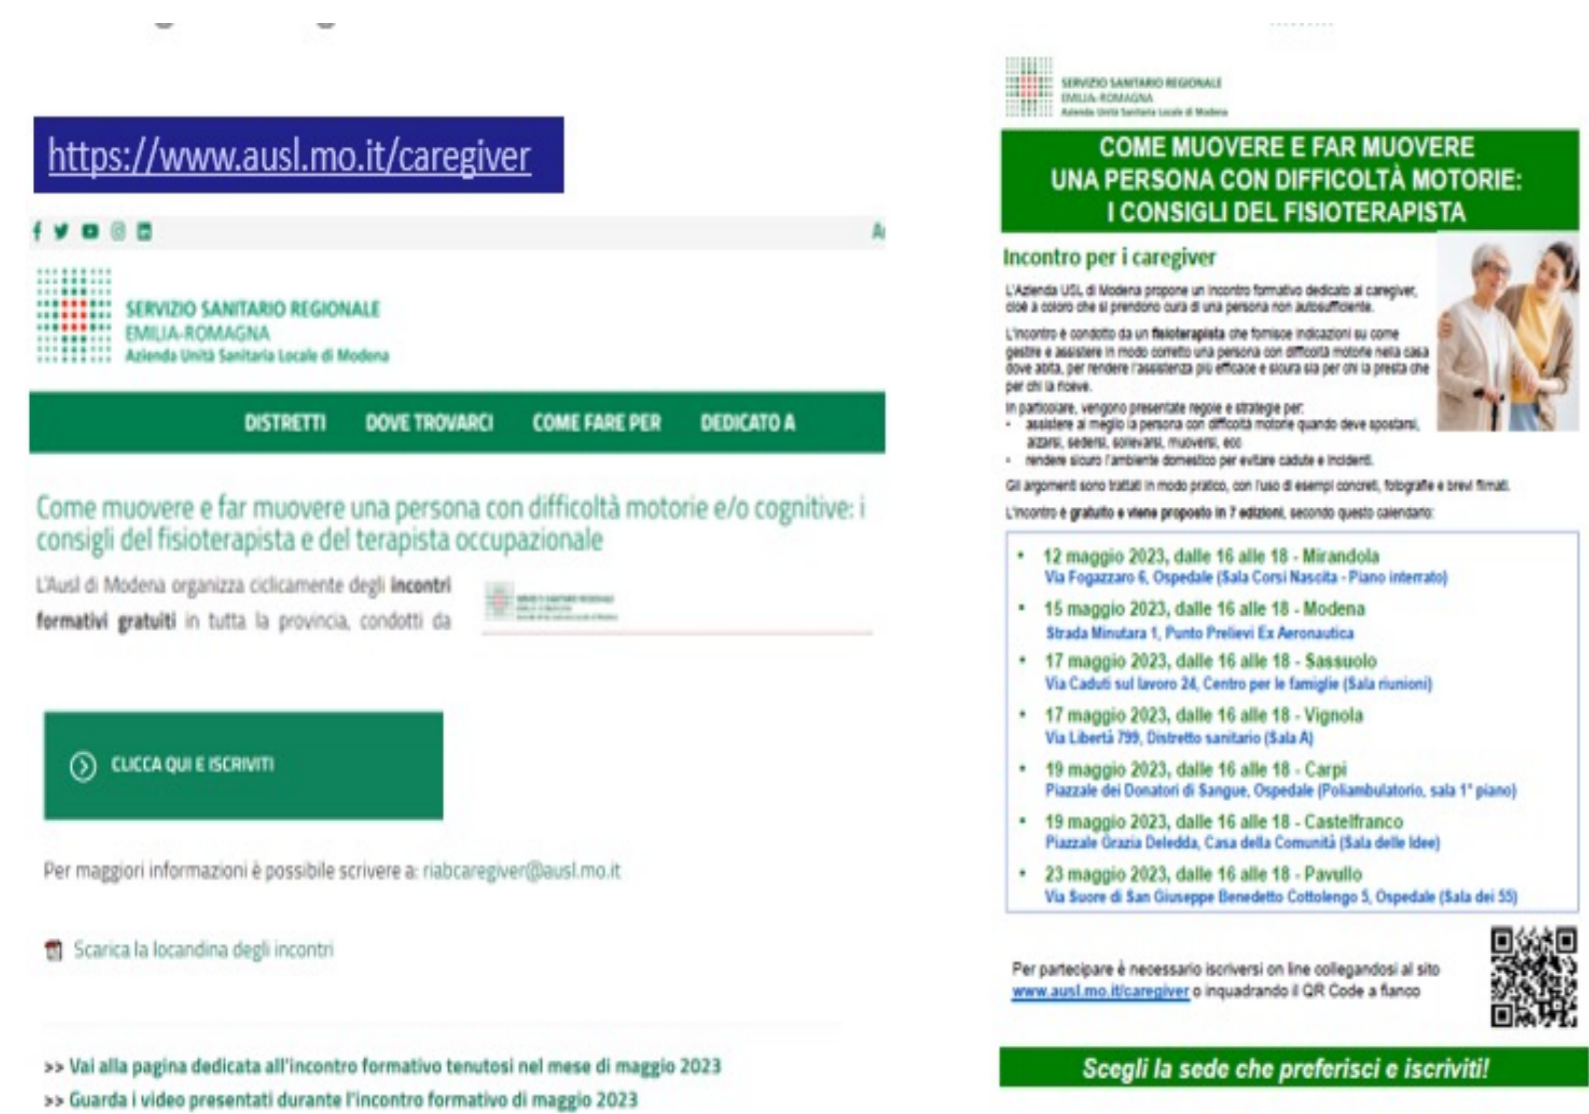 https://www.ausl.mo.it/caregiver
SERVIZIO SANITARIO REGIONALE
EMILIA-ROMAGNA
Azienda Unità Sanitaria Locale di Modena
DISTRETTI DOVE TROVARCI COME FARE PER DEDICATO A
Come muovere e far muovere una persona con difficoltà motorie e/o cognitive: i
consigli del fisioterapista e del terapista occupazionale
L'Ausl di Modena organizza ciclicamente degli incontri
formativi gratuiti in tutta la provincia, condotti da
CLICCA QUI E ISCRIVITI
Per maggiori informazioni è possibile scrivere a: riabcaregiver@ausl.mo.it
Scarica la locandina degli incontri
>> Vai alla pagina dedicata all'incontro formativo tenutosi nel mese di maggio 2023
>> Guarda i video presentati durante l'incontro formativo di maggio 2023
SERVIZIO SANITARIO REGIONALE
EMILIA-ROMAGNA
Azienda Unità Sanitaria Locale di Modena
COME MUOVERE E FAR MUOVERE
UNA PERSONA CON DIFFICOLTÀ MOTORIE:
I CONSIGLI DEL FISIOTERAPISTA
Incontro per i caregiver
L'Azienda USL di Modena propone un incontro formativo dedicato ai caregiver,
cioè a coloro che si prendono cura di una persona non autosufficiente.
L'incontro è condotto da un fisioterapista che fornisce indicazioni su come
gestire e assistere in modo corretto una persona con difficoltà motorie nella casa
dove abita, per rendere l'assistenza più efficace e sicura sia per chi la presta che
per chi la riceve.
In particolare, vengono presentate regole e strategie per:
• assistere al meglio la persona con difficoltà motorie quando deve spostarsi,
alzarsi, sedersi, sollevarsi, muoversi, ecc
• rendere sicuro l'ambiente domestico per evitare cadute e incidenti.
Gli argomenti sono trattati in modo pratico, con l'uso di esempi concreti, fotografie e brevi filmati.
L'incontro è gratuito e viene proposto in 7 edizioni, secondo questo calendario:
• 12 maggio 2023, dalle 16 alle 18 - Mirandola
Via Fogazzaro 6, Ospedale (Sala Corsi Nascita - Piano interrato)
• 15 maggio 2023, dalle 16 alle 18 - Modena
Strada Minutara 1, Punto Prelievi Ex Aeronautica
• 17 maggio 2023, dalle 16 alle 18 - Sassuolo
Via Caduti sul lavoro 24, Centro per le famiglie (Sala riunioni)
• 17 maggio 2023, dalle 16 alle 18 - Vignola
Via Libertà 799, Distretto sanitario (Sala A)
• 19 maggio 2023, dalle 16 alle 18 - Carpi
Piazzale dei Donatori di Sangue, Ospedale (Poliambulatorio, sala 1° piano)
• 19 maggio 2023, dalle 16 alle 18 - Castelfranco
Piazzale Grazia Deledda, Casa della Comunità (Sala delle Idee)
• 23 maggio 2023, dalle 16 alle 18 - Pavullo
Via Suore di San Giuseppe Benedetto Cottolengo 5, Ospedale (Sala dei 55)
Per partecipare è necessario iscriversi on line collegandosi al sito
www.ausl.mo.it/caregiver o inquadrando il QR Code a fianco
Scegli la sede che preferisci e iscriviti!